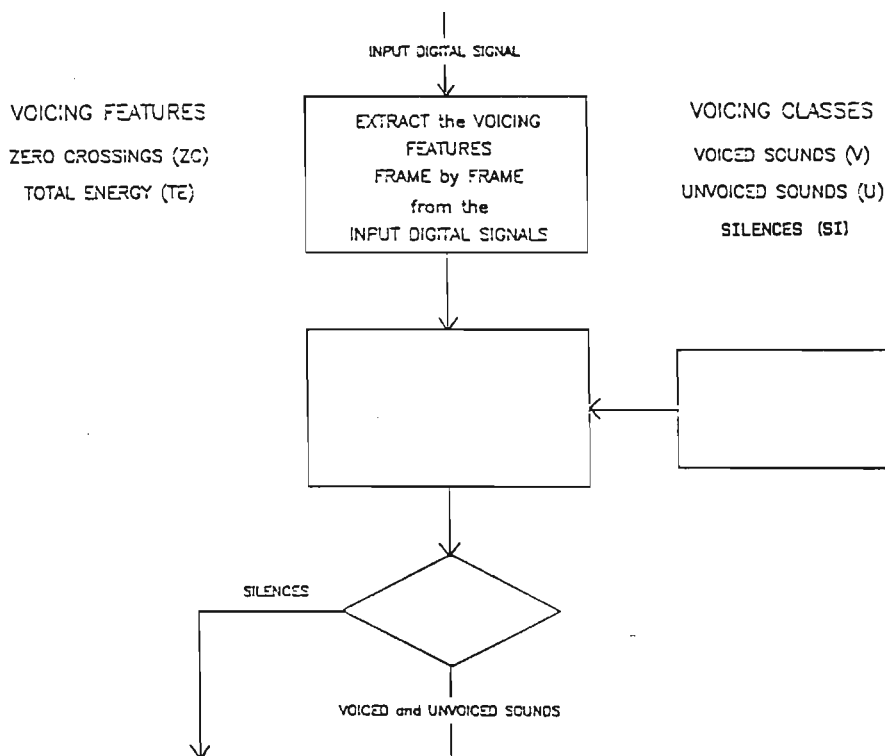 INPUT DIGITAL SIGNAL
VOICING FEATURES
ZERO CROSSINGS (ZC)
TOTAL ENERGY (TE)
EXTRACT the VOICING
FEATURES
FRAME by FRAME
from the
INPUT DIGITAL SIGNALS
VOICING CLASSES
VOICED SOUNDS (V)
UNVOICED SOUNDS (U)
SILENCES (SI)
SILENCES
VOICED and UNVOICED SOUNDS